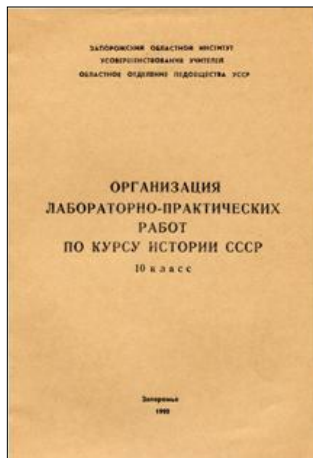 ЗАПОРОЖСКИЙ ОБЛАСТНОЙ ИНСТИТУТ
УСОВЕРШЕНСТВОВАНИЯ УЧИТЕЛЕЙ
ОБЛАСТНОЕ ОТДЕЛЕНИЕ ПЕДОБЩЕСТВА УССР
ОРГАНИЗАЦИЯ
ЛАБОРАТОРНО-ПРАКТИЧЕСКИХ
РАБОТ
ПО КУРСУ ИСТОРИИ СССР
10 класс
Запорожье